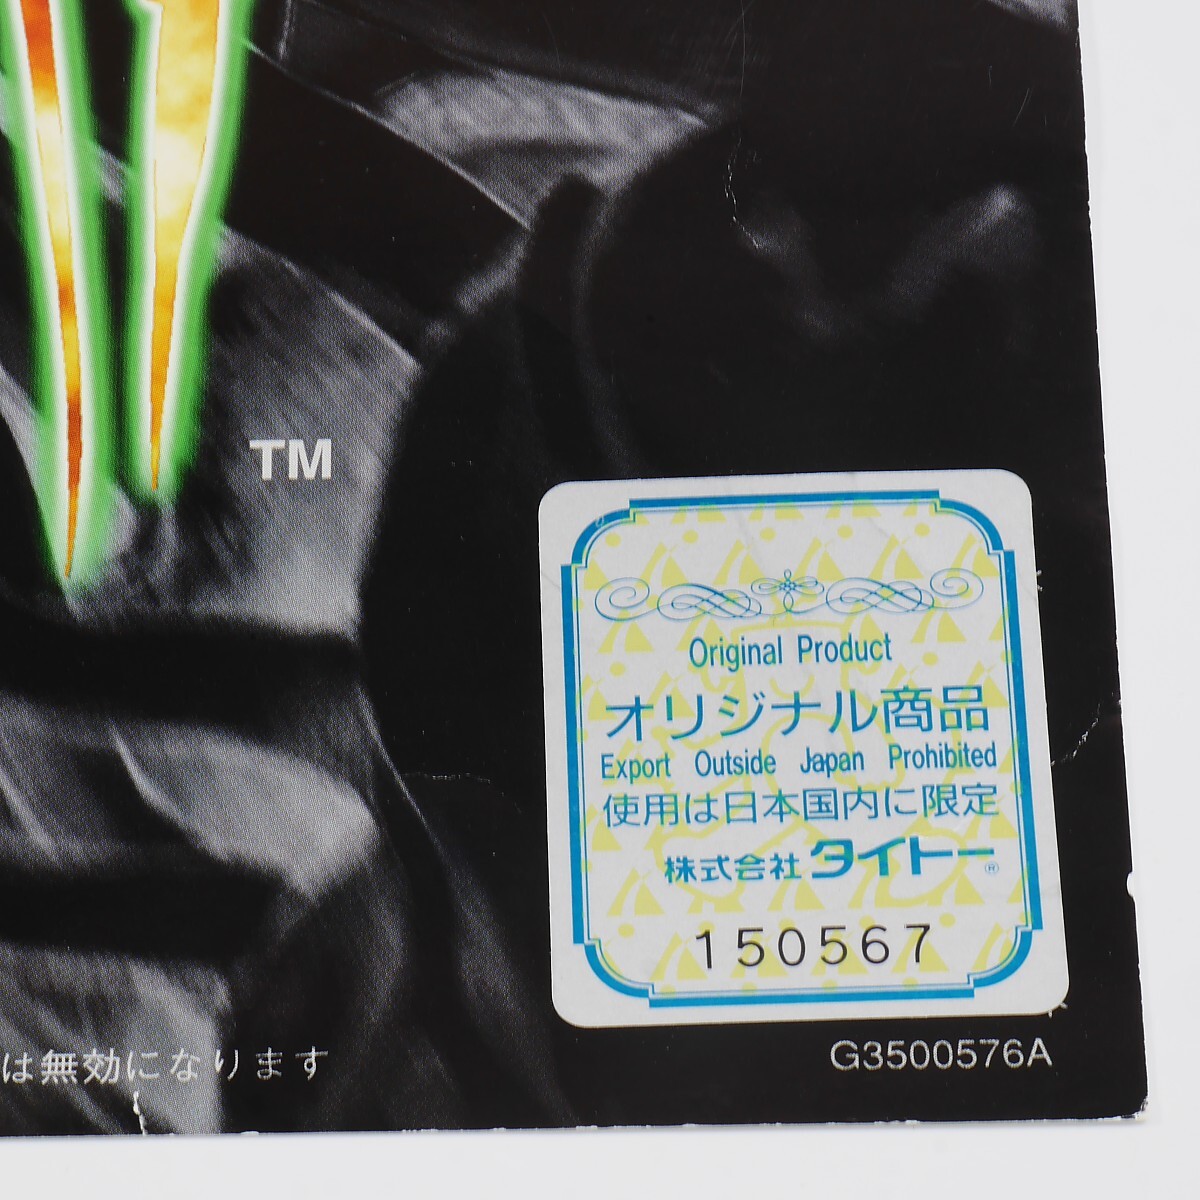 TM
Original Product
オリジナル商品
Export Outside Japan Prohibited
使用は日本国内に限定
株式会社 タイトー®
150567
は無効になります
G3500576A